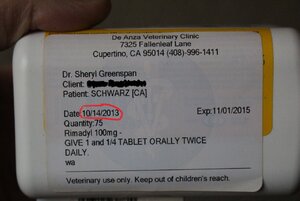 De Anza Veterinary Clinic
7325 Fallenleaf Lane
Cupertino, CA 95014 (408)-996-1411
Dr. Sheryl Greenspan
Client:
Patient: SCHWARZ [CA]
Date: 10/14/2013 Exp: 11/01/2015
Quantity: 75
Rimadyl 100mg -
GIVE 1 and 1/4 TABLET ORALLY TWICE
DAILY.
wa
Veterinary use only. Keep out of children's reach.